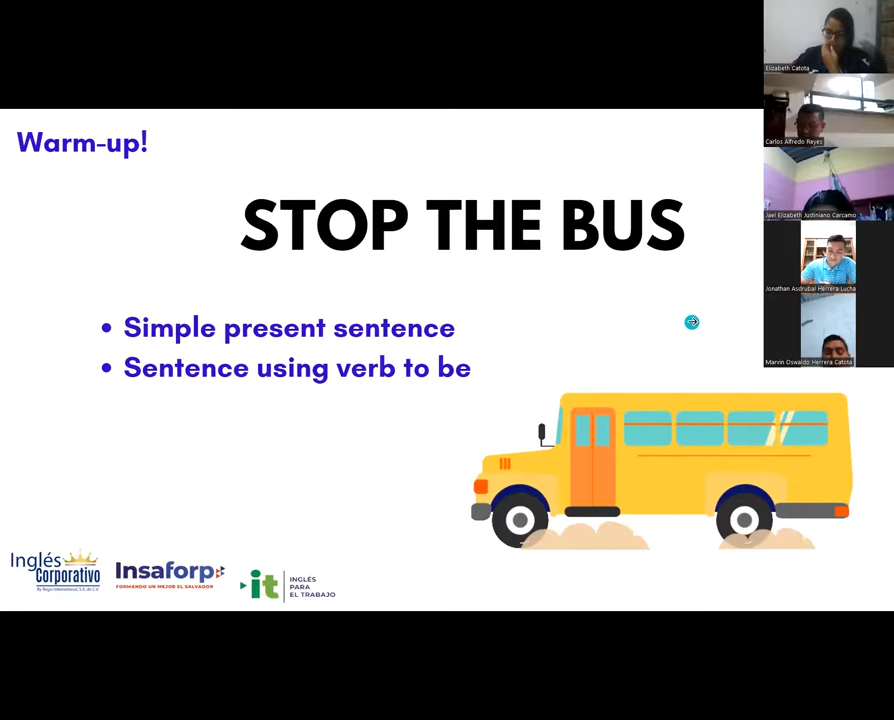 Warm-up!
STOP THE BUS
• Simple present sentence
• Sentence using verb to be
Elizabeth Catota
Carlos Alfredo Reyes
Jael Elizabeth Justiniano Carcamo
Jonathan Asdrubal Herrera Lucha
Marvin Oswaldo Herrera Catota
Inglés
Corporativo
By Regal International, S.A. de C.V.
Insaforp
FORMANDO UN MEJOR EL SALVADOR
it
INGLÉS
PARA
EL TRABAJO